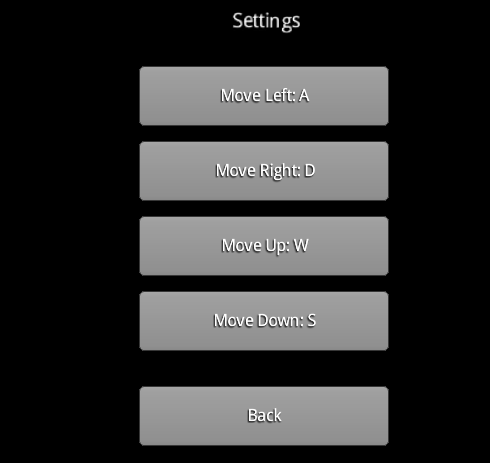 Settings
Move Left: A
Move Right: D
Move Up: W
Move Down: S
Back